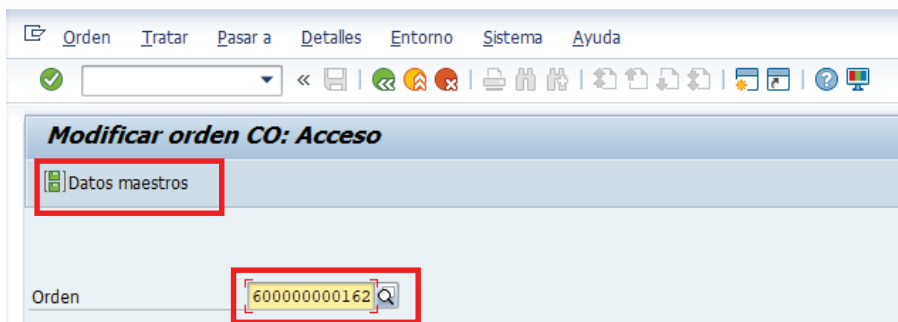 Orden Tratar Pasar a Detalles Entorno Sistema Ayuda
Modificar orden CO: Acceso
Datos maestros
Orden 600000000162